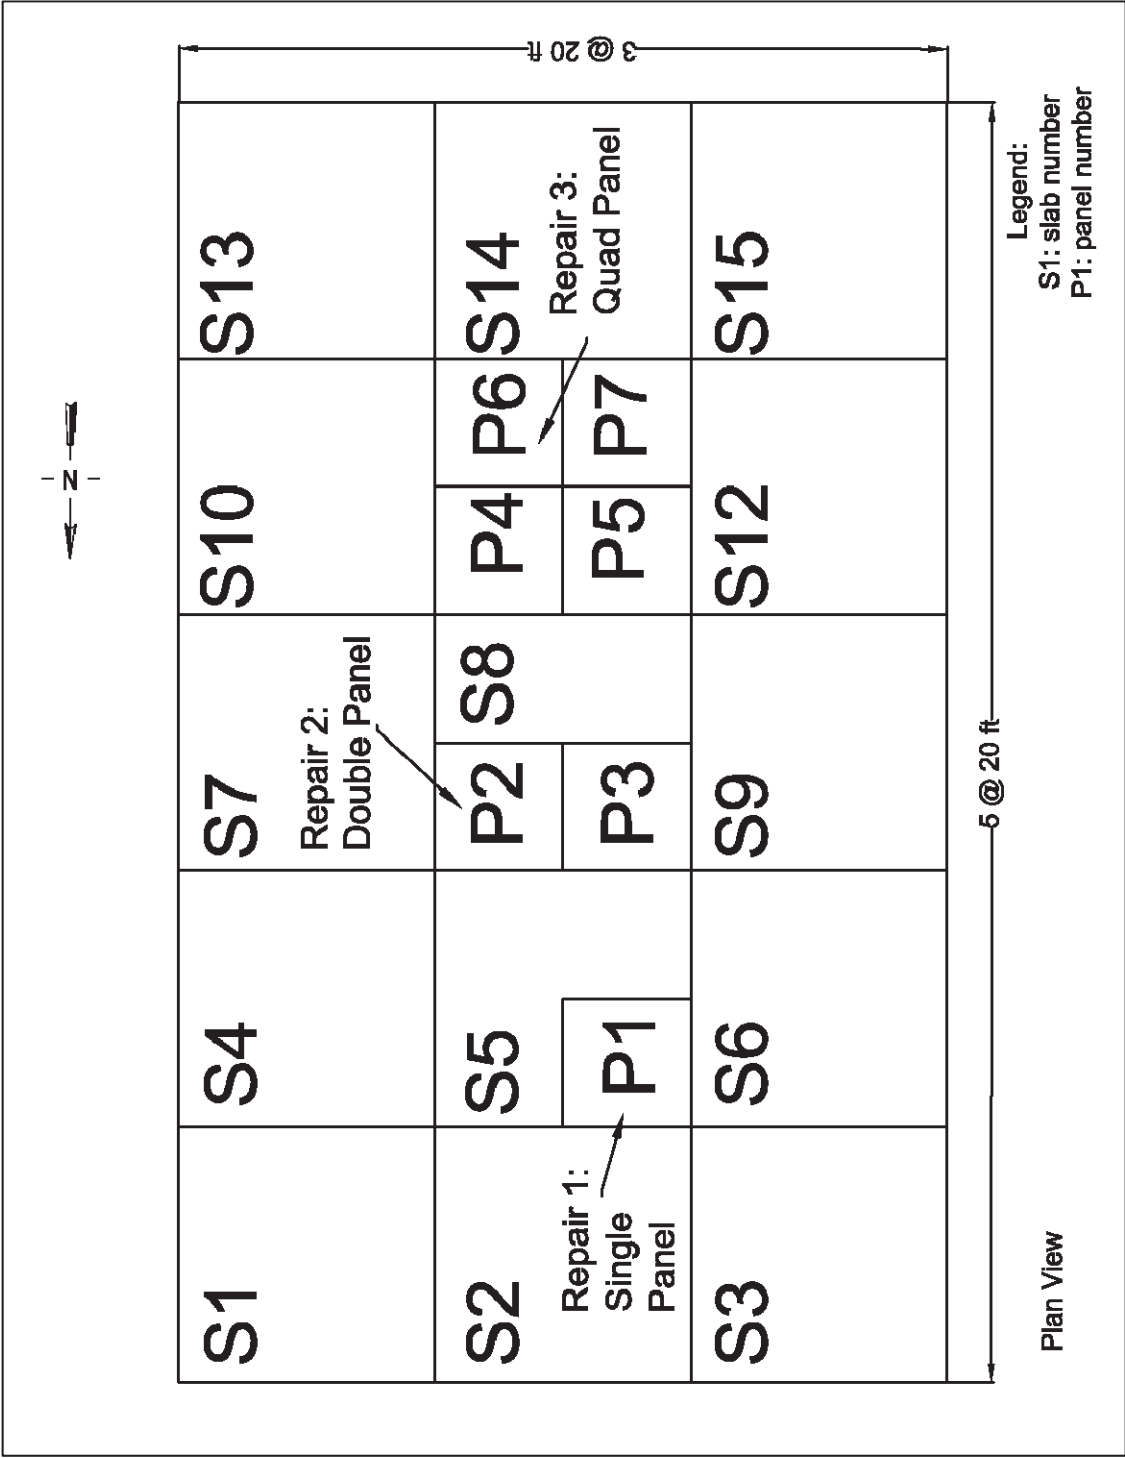 - N -
3 @ 20 ft
S1
S4
S7
S10
S13
Repair 2:
Double Panel
S2
S5
P2
S8
P4
P6
S14
Repair 3:
Quad Panel
Repair 1:
Single
Panel
P1
P3
P5
P7
S3
S6
S9
S12
S15
5 @ 20 ft
Plan View
Legend:
S1: slab number
P1: panel number